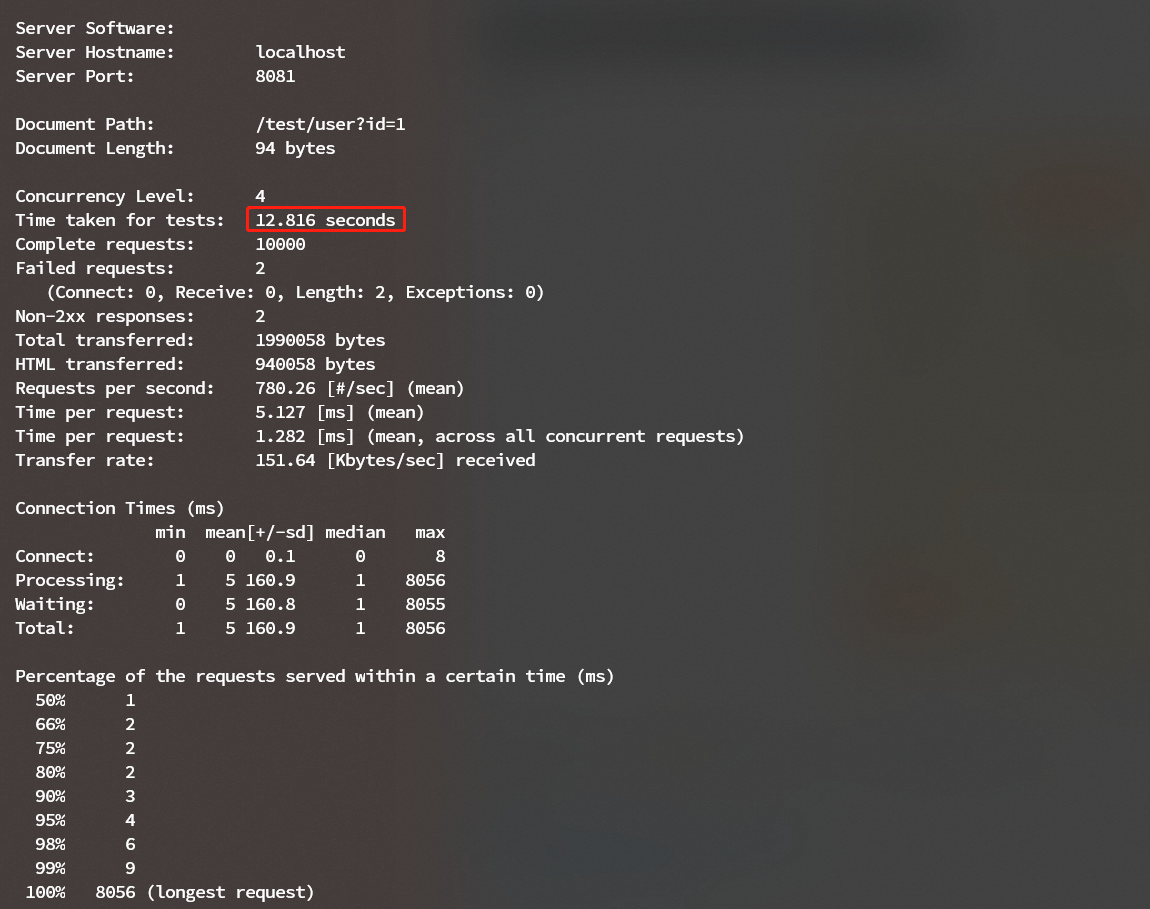 Server Software:
Server Hostname:        localhost
Server Port:            8081
Document Path:          /test/user?id=1
Document Length:        94 bytes
Concurrency Level:      4
Time taken for tests:   12.816 seconds
Complete requests:      10000
Failed requests:        2
   (Connect: 0, Receive: 0, Length: 2, Exceptions: 0)
Non-2xx responses:      2
Total transferred:      1990058 bytes
HTML transferred:       940058 bytes
Requests per second:    780.26 [#/sec] (mean)
Time per request:       5.127 [ms] (mean)
Time per request:       1.282 [ms] (mean, across all concurrent requests)
Transfer rate:          151.64 [Kbytes/sec] received
Connection Times (ms)
              min  mean[+/-sd] median   max
Connect:        0    0   0.1      0       8
Processing:     1    5 160.9      1    8056
Waiting:        0    5 160.8      1    8055
Total:          1    5 160.9      1    8056
Percentage of the requests served within a certain time (ms)
  50%      1
  66%      2
  75%      2
  80%      2
  90%      3
  95%      4
  98%      6
  99%      9
 100%   8056 (longest request)